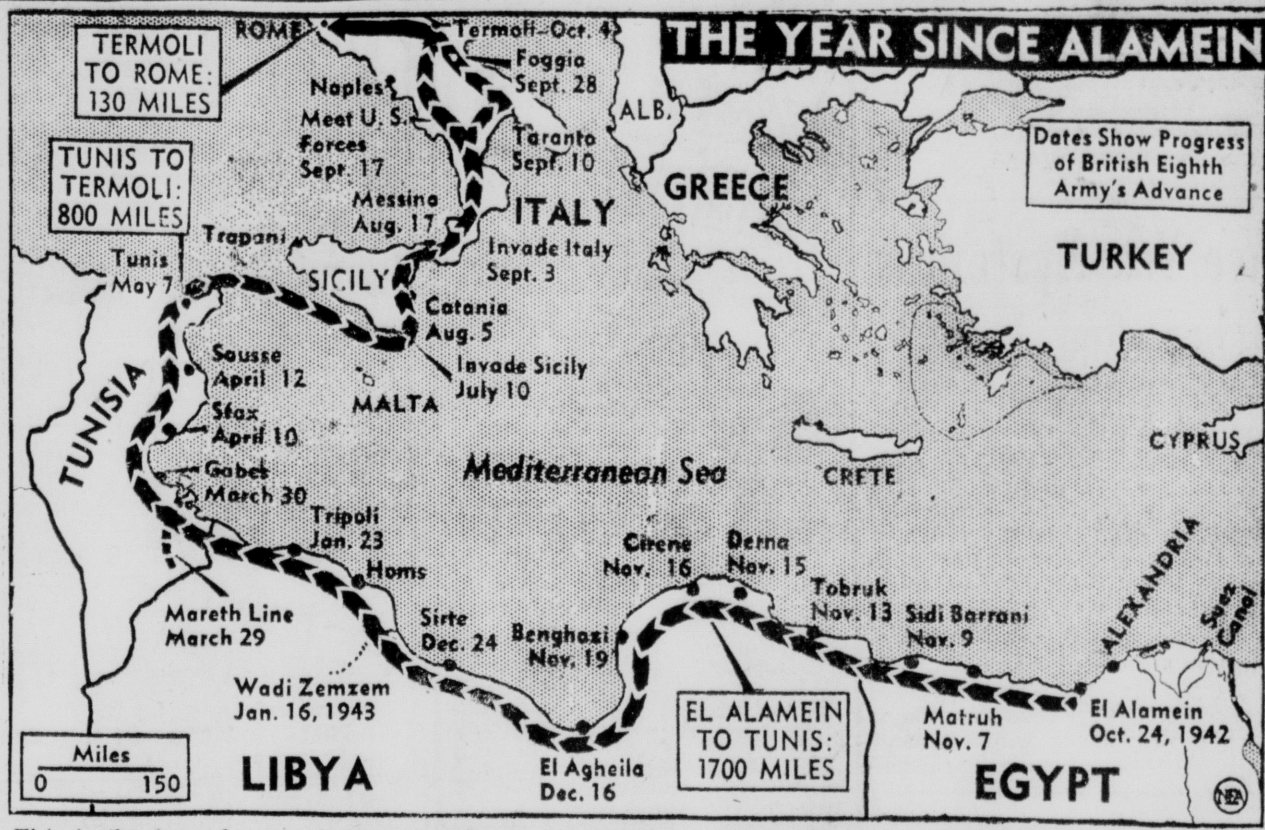 THE YEAR SINCE ALAMEIN
Dates Show Progress
of British Eighth
Army's Advance
TERMOLI
TO ROME:
130 MILES
ROME
Termoli-Oct. 4
Foggia
Sept. 28
Naples
Meet U. S.
Forces
Sept. 17
Taranto
Sept. 10
ALB.
GREECE
TURKEY
TUNIS TO
TERMOLI:
800 MILES
Messina
Aug. 17
ITALY
Invade Italy
Sept. 3
Trapani
SICILY
Tunis
May 7
Catania
Aug. 5
Invade Sicily
July 10
MALTA
Sousse
April 12
Sfax
April 10
TUNISIA
Gabes
March 30
Mediterranean Sea
CRETE
CYPRUS
Tripoli
Jan. 23
Homs
Mareth Line
March 29
Sirte
Dec. 24
Wadi Zemzem
Jan. 16, 1943
Benghazi
Nov. 19
Cirene
Nov. 16
Derna
Nov. 15
Tobruk
Nov. 13
Sidi Barrani
Nov. 9
ALEXANDRIA
Suez
Canal
El Alamein
Oct. 24, 1942
Matruh
Nov. 7
EL ALAMEIN
TO TUNIS:
1700 MILES
El Agheila
Dec. 16
LIBYA
EGYPT
Miles
0 150
NEA